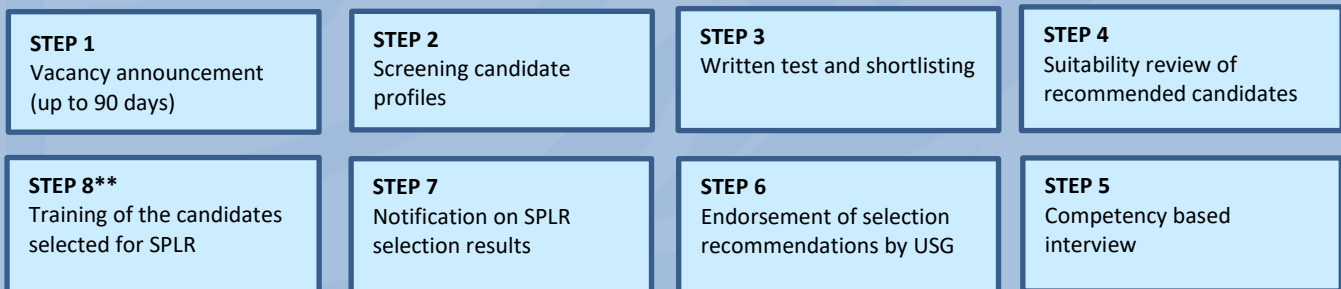 STEP 1
Vacancy announcement
(up to 90 days)
STEP 2
Screening candidate
profiles
STEP 3
Written test and shortlisting
STEP 4
Suitability review of
recommended candidates
STEP 8**
Training of the candidates
selected for SPLR
STEP 7
Notification on SPLR
selection results
STEP 6
Endorsement of selection
recommendations by USG
STEP 5
Competency based
interview